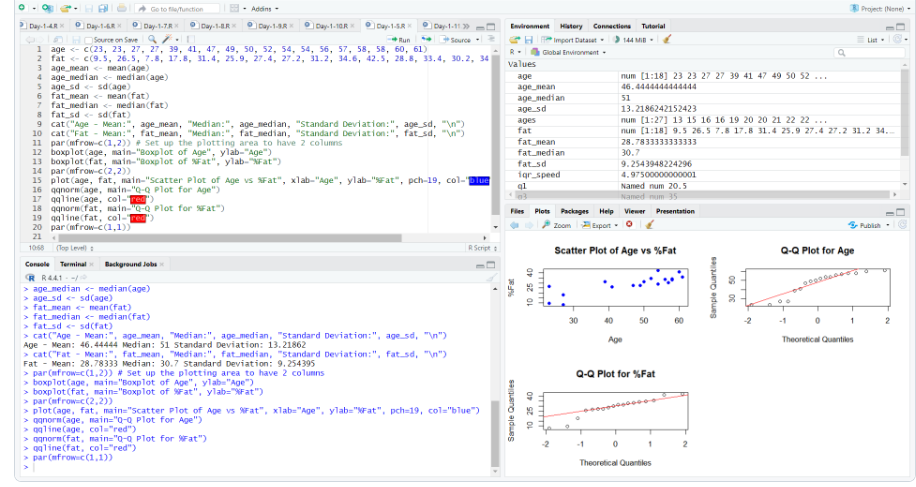 Go to file/function
Addins
Project: (None)
Day-1-4.R
Day-1-6.R
Day-1-7.R
Day-1-8.R
Day-1-9.R
Day-1-10.R
Day-1-5.R
Day-1-11
Source on Save
Run
Source
1 age <- c(23, 23, 27, 27, 39, 41, 47, 49, 50, 52, 54, 54, 56, 57, 58, 58, 60, 61)
2 fat <- c(9.5, 26.5, 7.8, 17.8, 31.4, 25.9, 27.4, 27.2, 31.2, 34.6, 42.5, 28.8, 33.4, 30.2, 34
3 age_mean <- mean(age)
4 age_median <- median(age)
5 age_sd <- sd(age)
6 fat_mean <- mean(fat)
7 fat_median <- median(fat)
8 fat_sd <- sd(fat)
9 cat("Age - Mean:", age_mean, "Median:", age_median, "Standard Deviation:", age_sd, "\n")
10 cat("Fat - Mean:", fat_mean, "Median:", fat_median, "Standard Deviation:", fat_sd, "\n")
11 par(mfrow=c(1,2)) # Set up the plotting area to have 2 columns
12 boxplot(age, main="Boxplot of Age", ylab="Age")
13 boxplot(fat, main="Boxplot of %Fat", ylab="%Fat")
14 par(mfrow=c(2,2))
15 plot(age, fat, main="Scatter Plot of Age vs %Fat", xlab="Age", ylab="%Fat", pch=19, col="blue
16 qqnorm(age, main="Q-Q Plot for Age")
17 qqline(age, col="red")
18 qqnorm(fat, main="Q-Q Plot for %Fat")
19 qqline(fat, col="red")
20 par(mfrow=c(1,1))
21
10:68 (Top Level) R Script
Console Terminal Background Jobs
R 4.4.1 · ~/
> age_median <- median(age)
> age_sd <- sd(age)
> fat_mean <- mean(fat)
> fat_median <- median(fat)
> fat_sd <- sd(fat)
> cat("Age - Mean:", age_mean, "Median:", age_median, "Standard Deviation:", age_sd, "\n")
Age - Mean: 46.44444 Median: 51 Standard Deviation: 13.21862
> cat("Fat - Mean:", fat_mean, "Median:", fat_median, "Standard Deviation:", fat_sd, "\n")
Fat - Mean: 28.78333 Median: 30.7 Standard Deviation: 9.254395
> par(mfrow=c(1,2)) # Set up the plotting area to have 2 columns
> boxplot(age, main="Boxplot of Age", ylab="Age")
> boxplot(fat, main="Boxplot of %Fat", ylab="%Fat")
> par(mfrow=c(2,2))
> plot(age, fat, main="Scatter Plot of Age vs %Fat", xlab="Age", ylab="%Fat", pch=19, col="blue")
> qqnorm(age, main="Q-Q Plot for Age")
> qqline(age, col="red")
> qqnorm(fat, main="Q-Q Plot for %Fat")
> qqline(fat, col="red")
> par(mfrow=c(1,1))
>
Environment History Connections Tutorial
Import Dataset 144 MiB List
R Global Environment
Values
age num [1:18] 23 23 27 27 39 41 47 49 50 52 ...
age_mean 46.4444444444444
age_median 51
age_sd 13.2186242152423
ages num [1:27] 13 15 16 16 19 20 20 21 22 22 ...
fat num [1:18] 9.5 26.5 7.8 17.8 31.4 25.9 27.4 27.2 31.2 34...
fat_mean 28.7833333333333
fat_median 30.7
fat_sd 9.2543948224296
iqr_speed 4.97500000000001
q1 Named num 20.5
q3 Named num 35
Files Plots Packages Help Viewer Presentation
Zoom Export Publish
Scatter Plot of Age vs %Fat
%Fat
10 25 40
30 40 50 60
Age
Q-Q Plot for Age
Sample Quantiles
30 50
-2 -1 0 1 2
Theoretical Quantiles
Q-Q Plot for %Fat
Sample Quantiles
10 25 40
-2 -1 0 1 2
Theoretical Quantiles